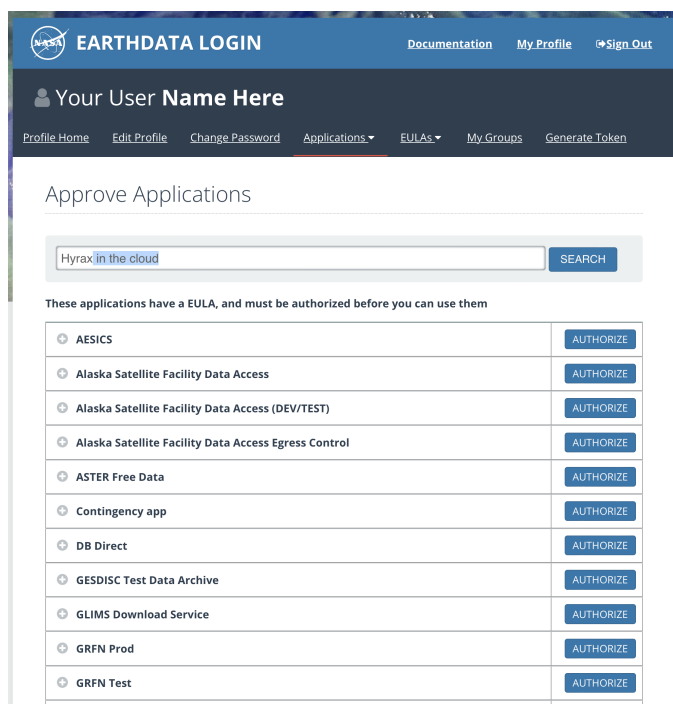 NASA
EARTHDATA LOGIN
Documentation My Profile Sign Out
Your User Name Here
Profile Home Edit Profile Change Password Applications EULAs My Groups Generate Token
Approve Applications
Hyrax in the cloud SEARCH
These applications have a EULA, and must be authorized before you can use them
AESICS AUTHORIZE
Alaska Satellite Facility Data Access AUTHORIZE
Alaska Satellite Facility Data Access (DEV/TEST) AUTHORIZE
Alaska Satellite Facility Data Access Egress Control AUTHORIZE
ASTER Free Data AUTHORIZE
Contingency app AUTHORIZE
DB Direct AUTHORIZE
GESDISC Test Data Archive AUTHORIZE
GLIMS Download Service AUTHORIZE
GRFN Prod AUTHORIZE
GRFN Test AUTHORIZE